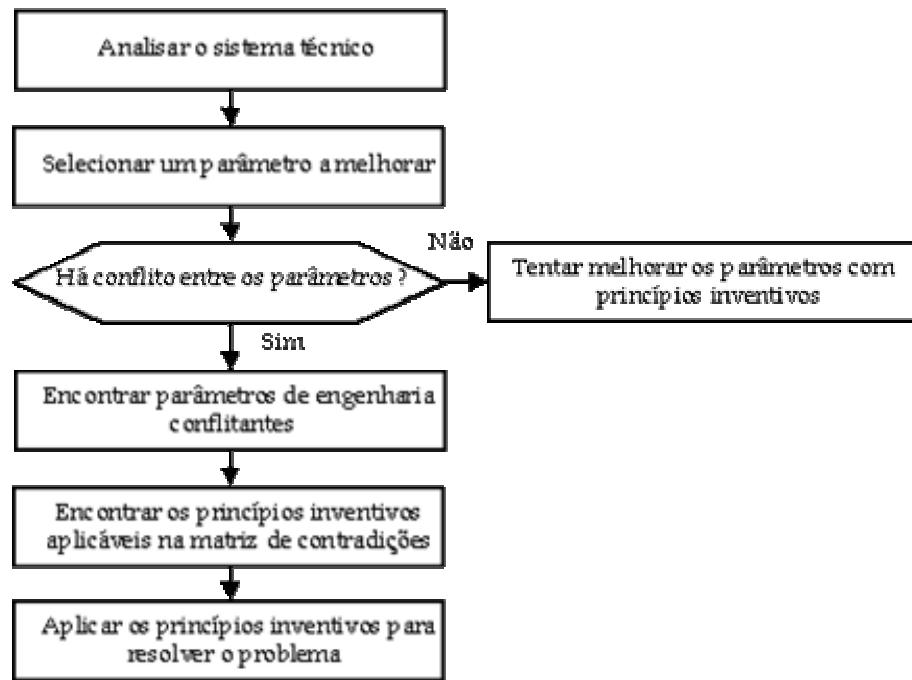 Analisar o sistema técnico
Selecionar um parâmetro a melhorar
Há conflito entre os parâmetros ?
Não
Tentar melhorar os parâmetros com
princípios inventivos
Sim
Encontrar parâmetros de engenharia
conflitantes
Encontrar os princípios inventivos
aplicáveis na matriz de contradições
Aplicar os princípios inventivos para
resolver o problema